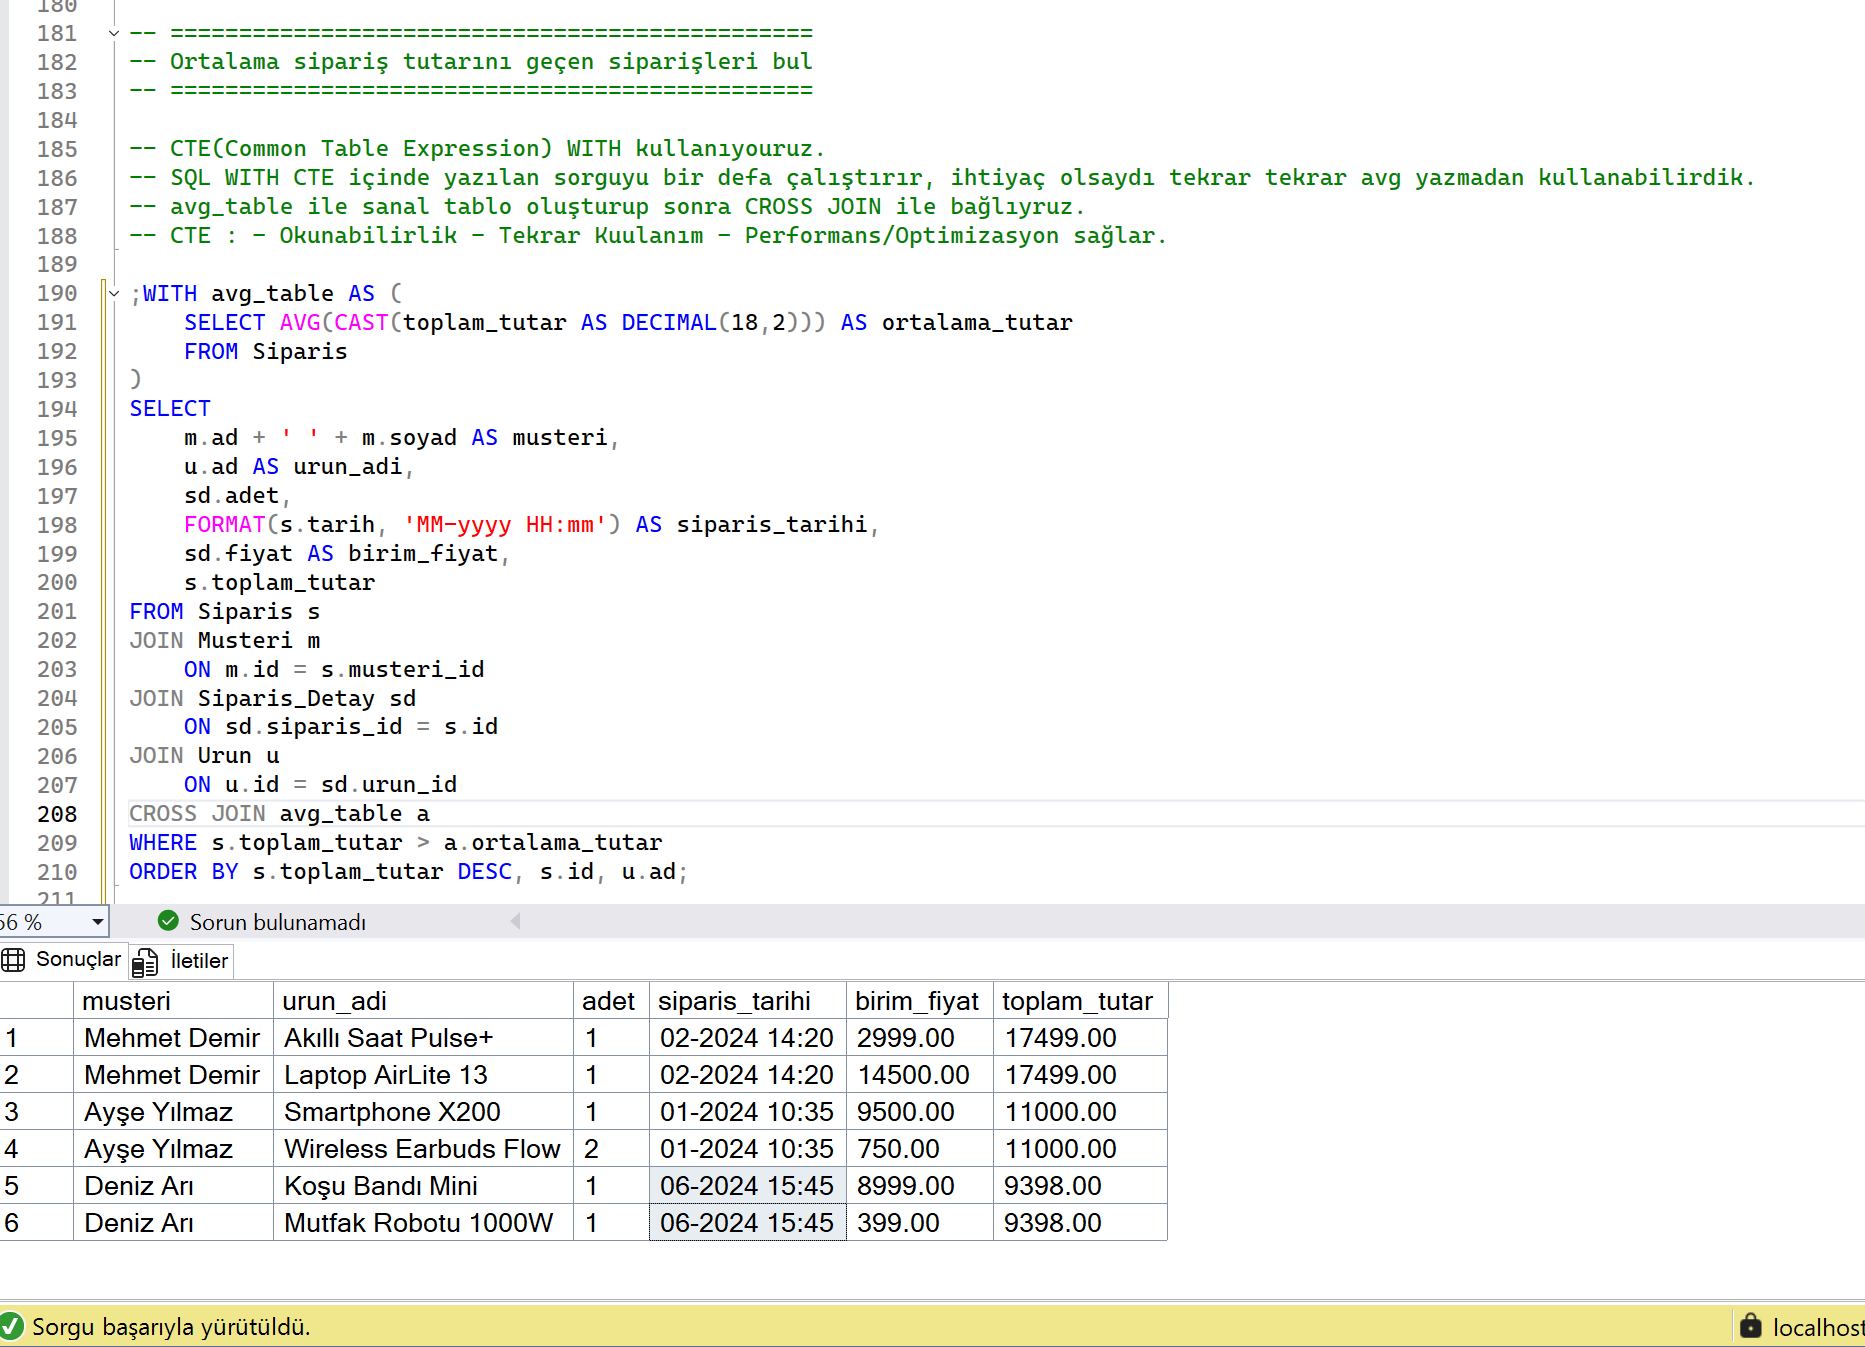 180
181 -- ===============================================
182 -- Ortalama sipariş tutarını geçen siparişleri bul
183 -- ===============================================
184
185 -- CTE(Common Table Expression) WITH kullanıyouruz.
186 -- SQL WITH CTE içinde yazılan sorguyu bir defa çalıştırır, ihtiyaç olsaydı tekrar tekrar avg yazmadan kullanabilirdik.
187 -- avg_table ile sanal tablo oluşturup sonra CROSS JOIN ile bağlıyruz.
188 -- CTE : - Okunabilirlik - Tekrar Kuulanım - Performans/Optimizasyon sağlar.
189
190 ;WITH avg_table AS (
191 SELECT AVG(CAST(toplam_tutar AS DECIMAL(18,2))) AS ortalama_tutar
192 FROM Siparis
193 )
194 SELECT
195 m.ad + ' ' + m.soyad AS musteri,
196 u.ad AS urun_adi,
197 sd.adet,
198 FORMAT(s.tarih, 'MM-yyyy HH:mm') AS siparis_tarihi,
199 sd.fiyat AS birim_fiyat,
200 s.toplam_tutar
201 FROM Siparis s
202 JOIN Musteri m
203 ON m.id = s.musteri_id
204 JOIN Siparis_Detay sd
205 ON sd.siparis_id = s.id
206 JOIN Urun u
207 ON u.id = sd.urun_id
208 CROSS JOIN avg_table a
209 WHERE s.toplam_tutar > a.ortalama_tutar
210 ORDER BY s.toplam_tutar DESC, s.id, u.ad;
211
56 % Sorun bulunamadı
Sonuçlar İletiler
musteri urun_adi adet siparis_tarihi birim_fiyat toplam_tutar
1 Mehmet Demir Akıllı Saat Pulse+ 1 02-2024 14:20 2999.00 17499.00
2 Mehmet Demir Laptop AirLite 13 1 02-2024 14:20 14500.00 17499.00
3 Ayşe Yılmaz Smartphone X200 1 01-2024 10:35 9500.00 11000.00
4 Ayşe Yılmaz Wireless Earbuds Flow 2 01-2024 10:35 750.00 11000.00
5 Deniz Arı Koşu Bandı Mini 1 06-2024 15:45 8999.00 9398.00
6 Deniz Arı Mutfak Robotu 1000W 1 06-2024 15:45 399.00 9398.00
Sorgu başarıyla yürütüldü. localhost